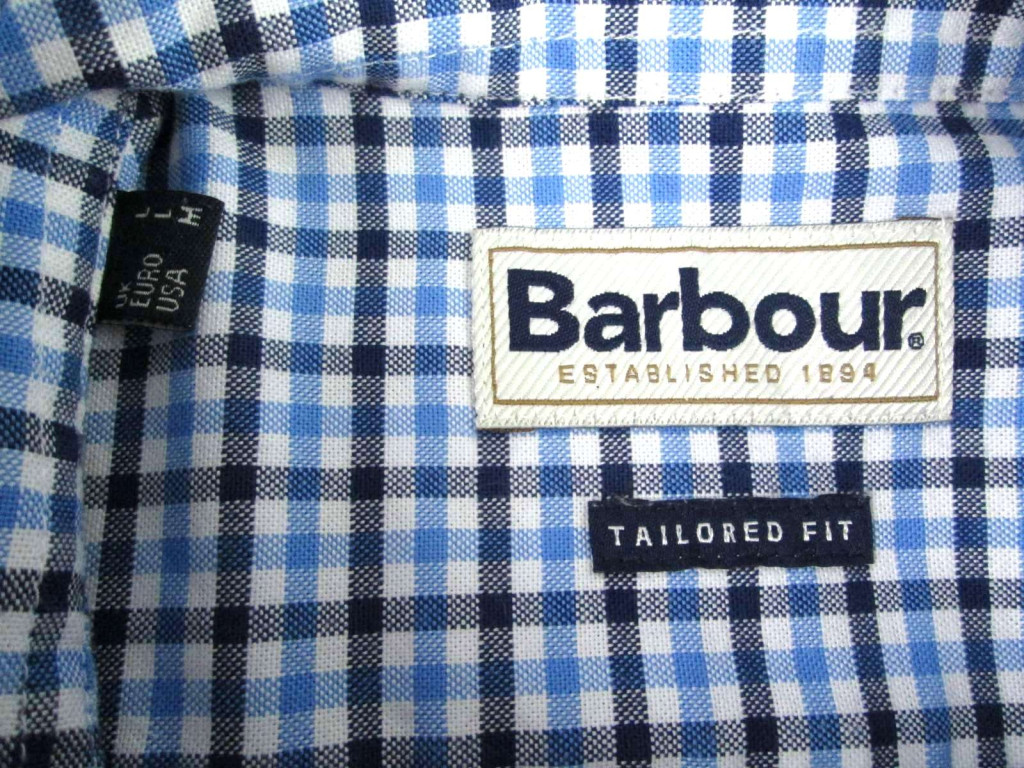 Barbour®
ESTABLISHED 1894
TAILORED FIT
UK L
EURO L
USA M